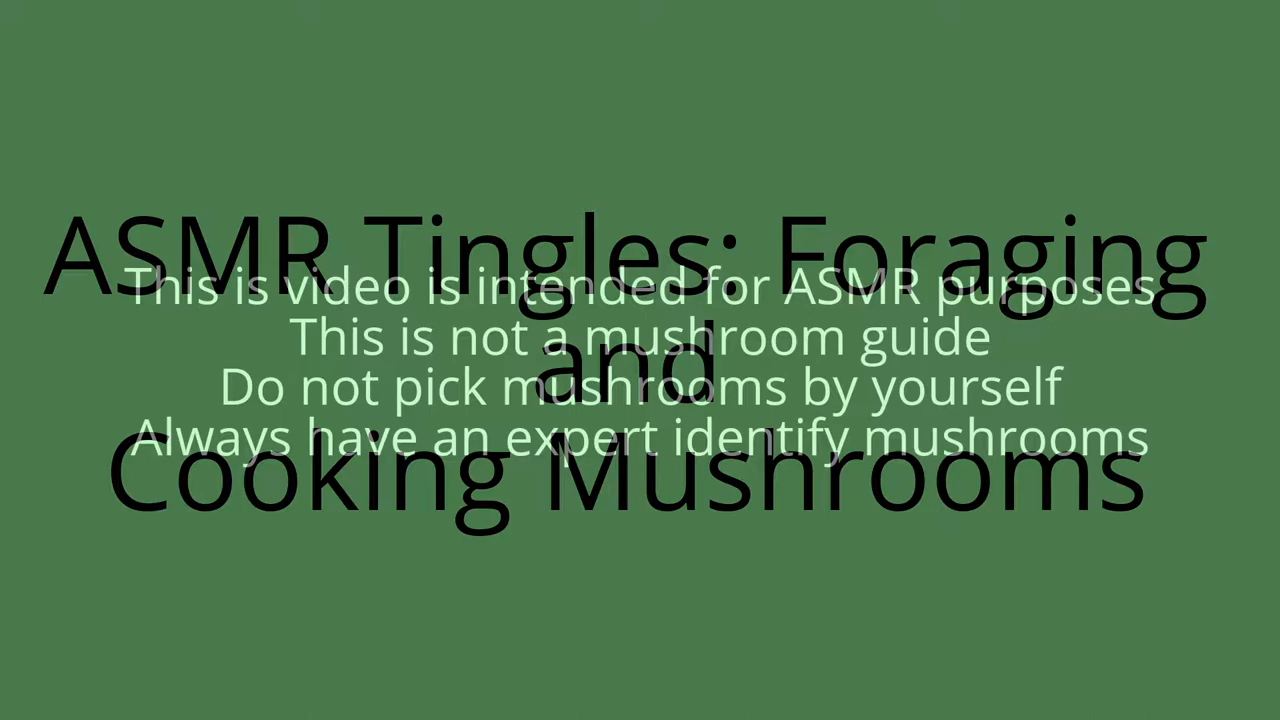 ASMR Tingles: Foraging
and
Cooking Mushrooms
This is video is intended for ASMR purposes
This is not a mushroom guide
Do not pick mushrooms by yourself
Always have an expert identify mushrooms